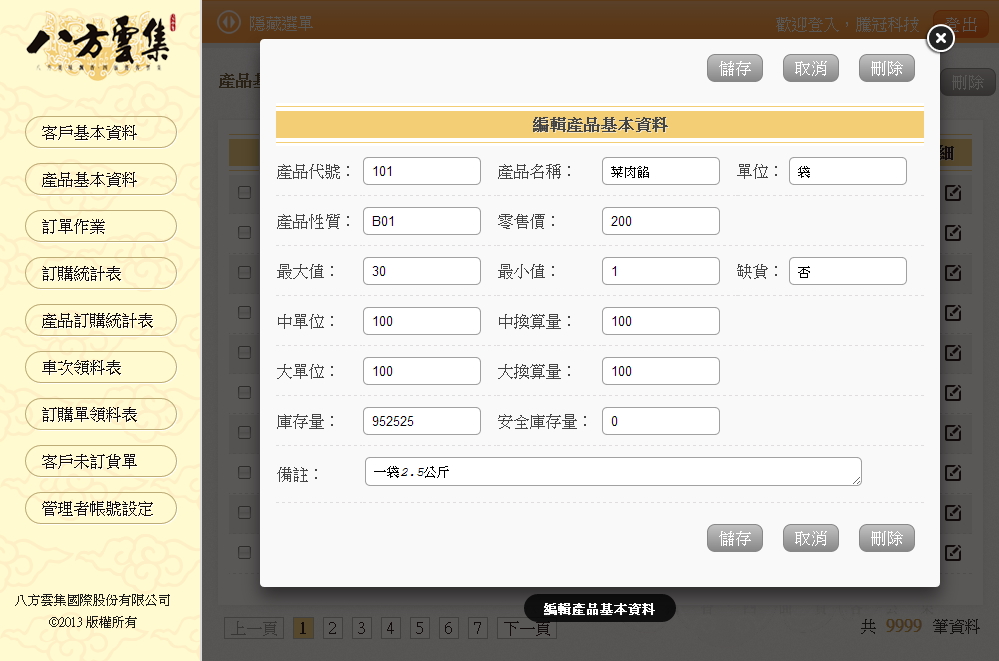 八方雲集
客戶基本資料
產品基本資料
訂單作業
訂購統計表
產品訂購統計表
車次領料表
訂購單領料表
客戶未訂貨單
管理者帳號設定
八方雲集國際股份有限公司
©2013 版權所有
隱藏選單
歡迎登入，騰冠科技 登出
產品基
刪除
細
儲存 取消 刪除
編輯產品基本資料
產品代號： 101 產品名稱： 菜肉餡 單位： 袋
產品性質： B01 零售價： 200
最大值： 30 最小值： 1 缺貨： 否
中單位： 100 中換算量： 100
大單位： 100 大換算量： 100
庫存量： 952525 安全庫存量： 0
備註： 一袋2.5公斤
儲存 取消 刪除
編輯產品基本資料
上一頁 1 2 3 4 5 6 7 下一頁
共 9999 筆資料